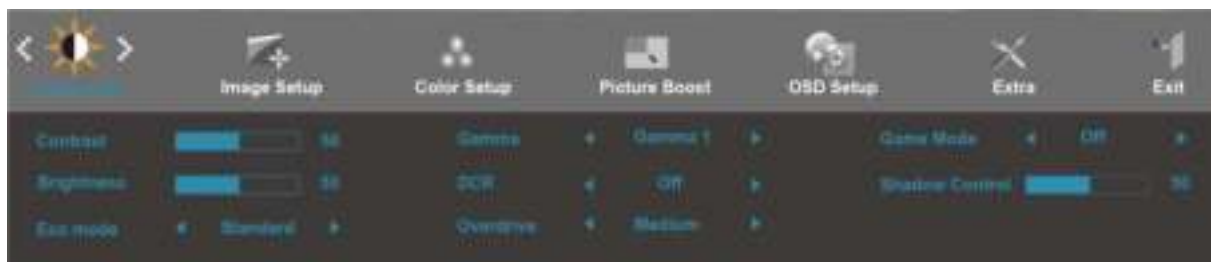 Image Setup
Color Setup
Picture Boost
OSD Setup
Extra
Exit
Contrast 50 Gamma Gamma 1 Game Mode Off
Brightness 50 DCR Off Shadow Control 50
Eco mode Standard Overdrive Medium